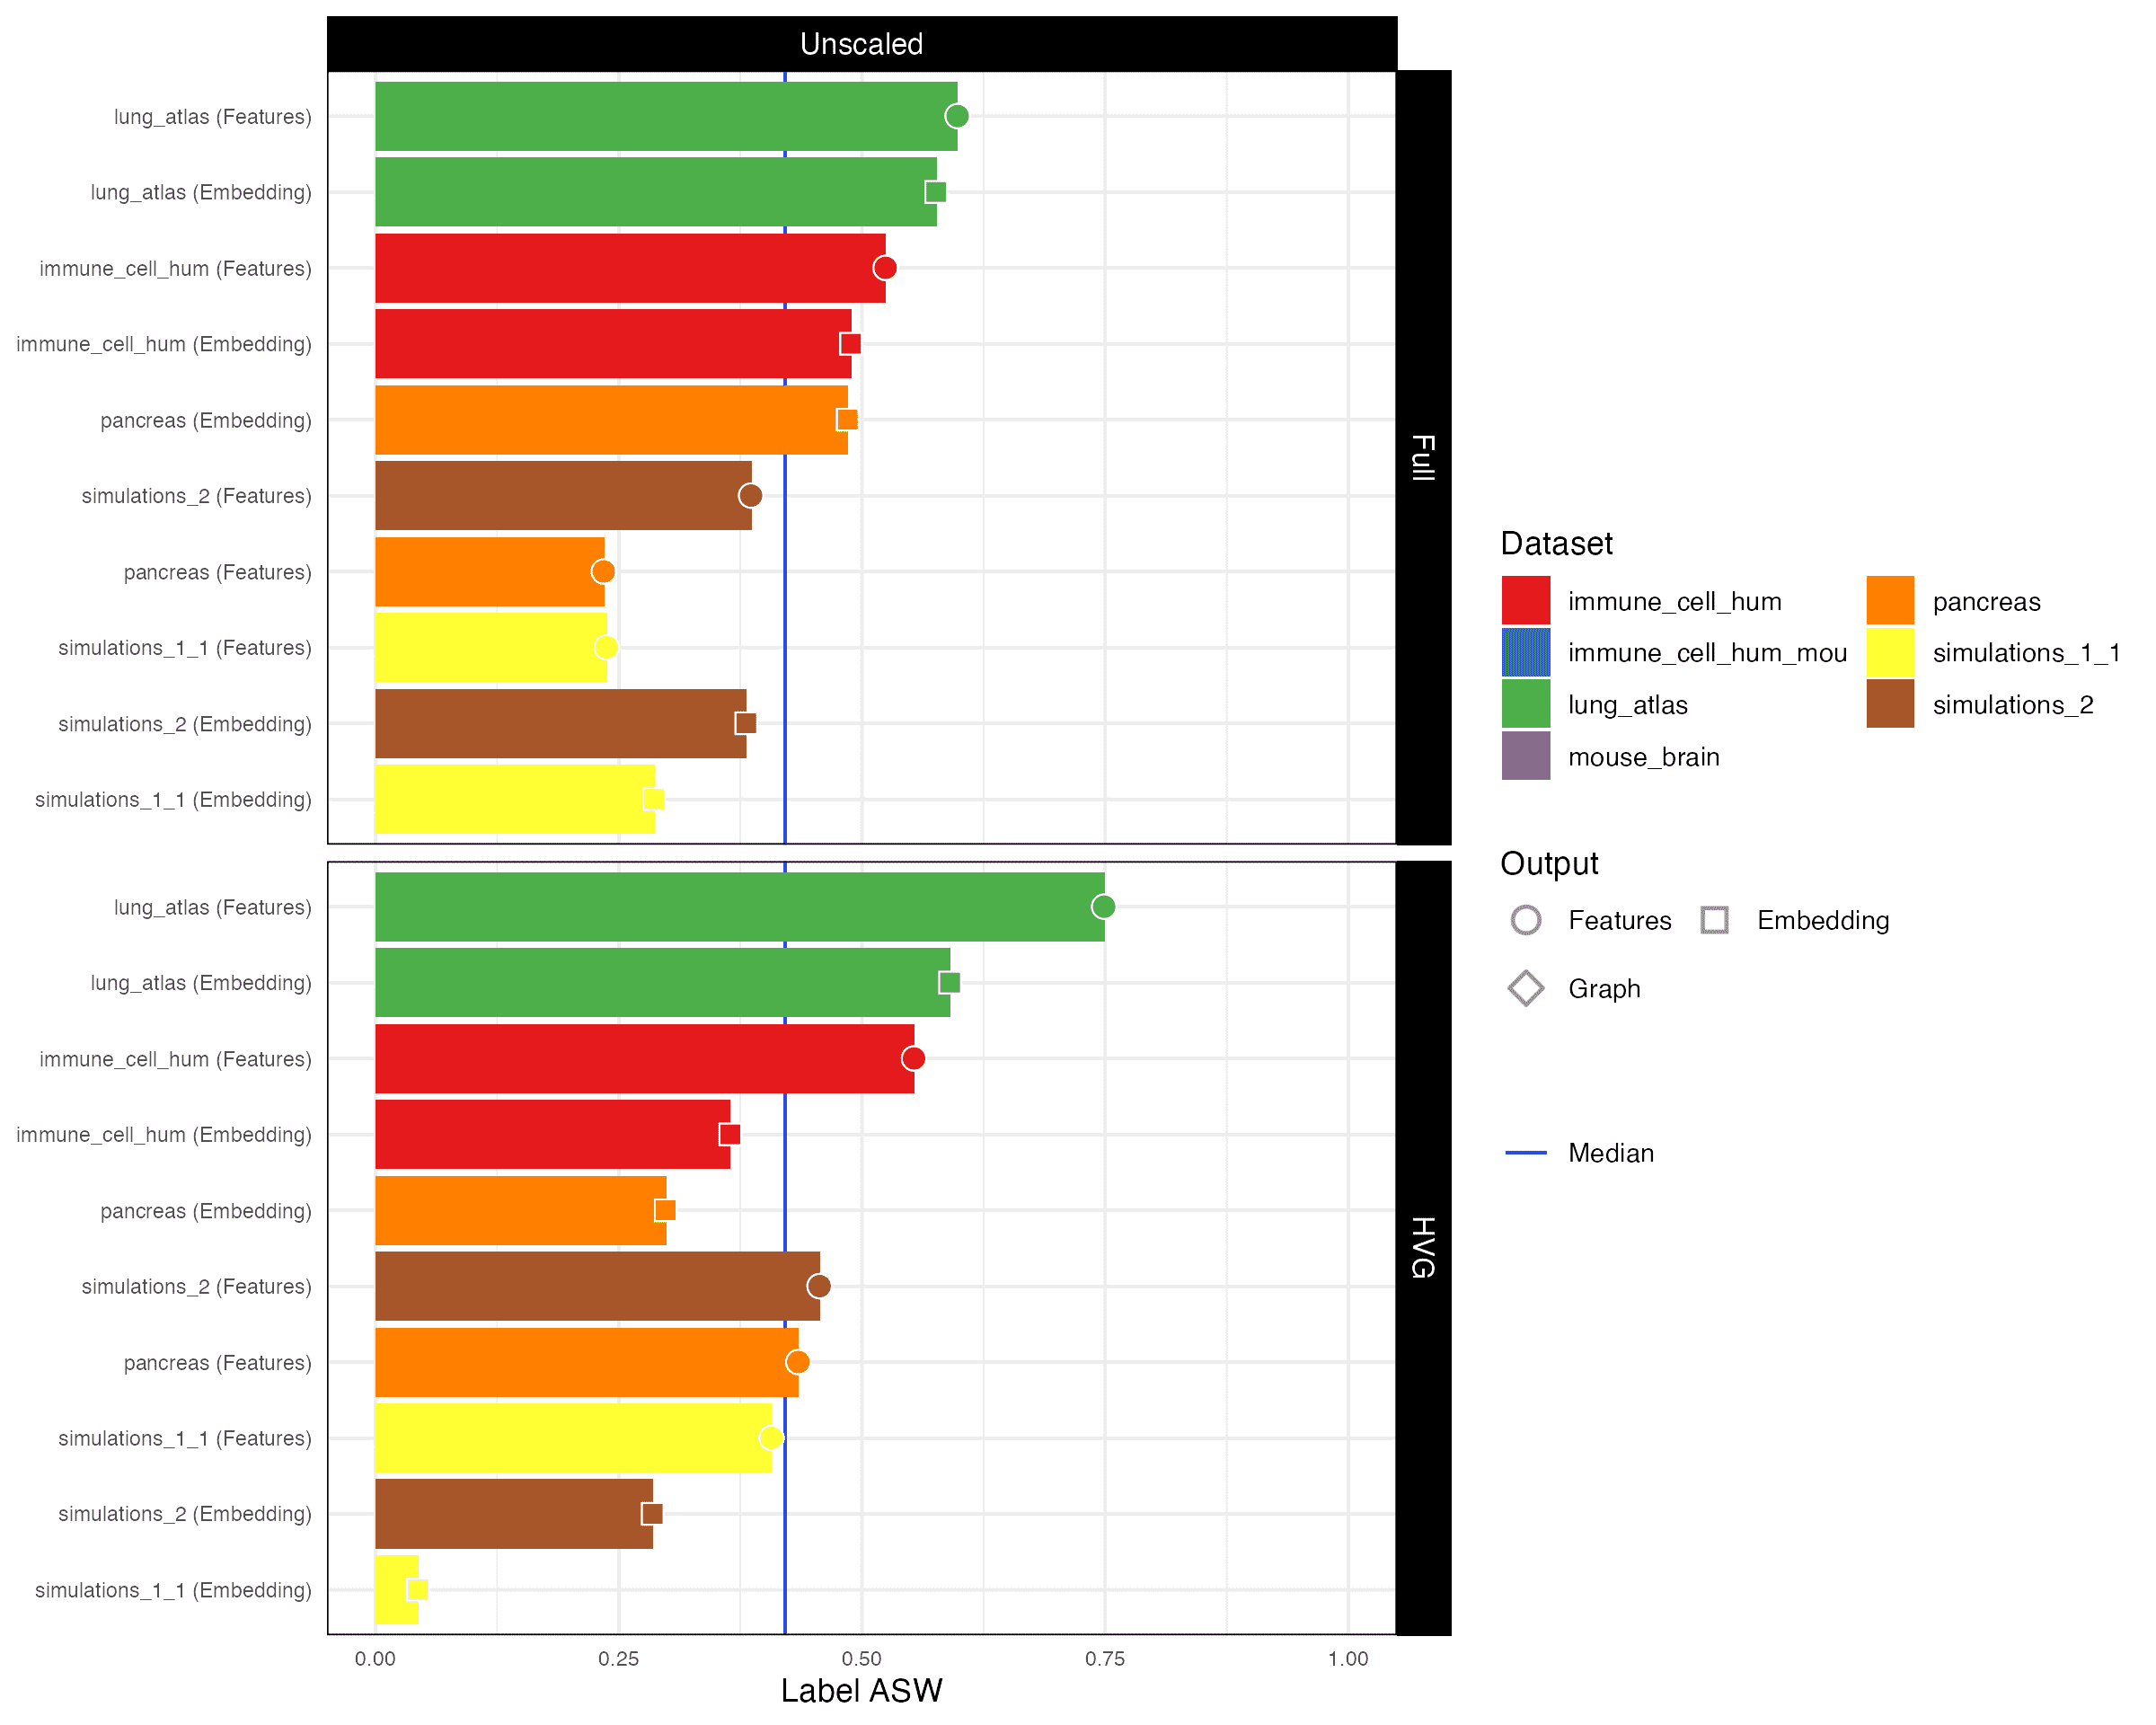 Unscaled
lung_atlas (Features)
lung_atlas (Embedding)
immune_cell_hum (Features)
immune_cell_hum (Embedding)
pancreas (Embedding)
simulations_2 (Features)
pancreas (Features)
simulations_1_1 (Features)
simulations_2 (Embedding)
simulations_1_1 (Embedding)
Full
lung_atlas (Features)
lung_atlas (Embedding)
immune_cell_hum (Features)
immune_cell_hum (Embedding)
pancreas (Embedding)
simulations_2 (Features)
pancreas (Features)
simulations_1_1 (Features)
simulations_2 (Embedding)
simulations_1_1 (Embedding)
HVG
0.00 0.25 0.50 0.75 1.00
Label ASW
Dataset
immune_cell_hum pancreas
immune_cell_hum_mou simulations_1_1
lung_atlas simulations_2
mouse_brain
Output
Features Embedding
Graph
Median